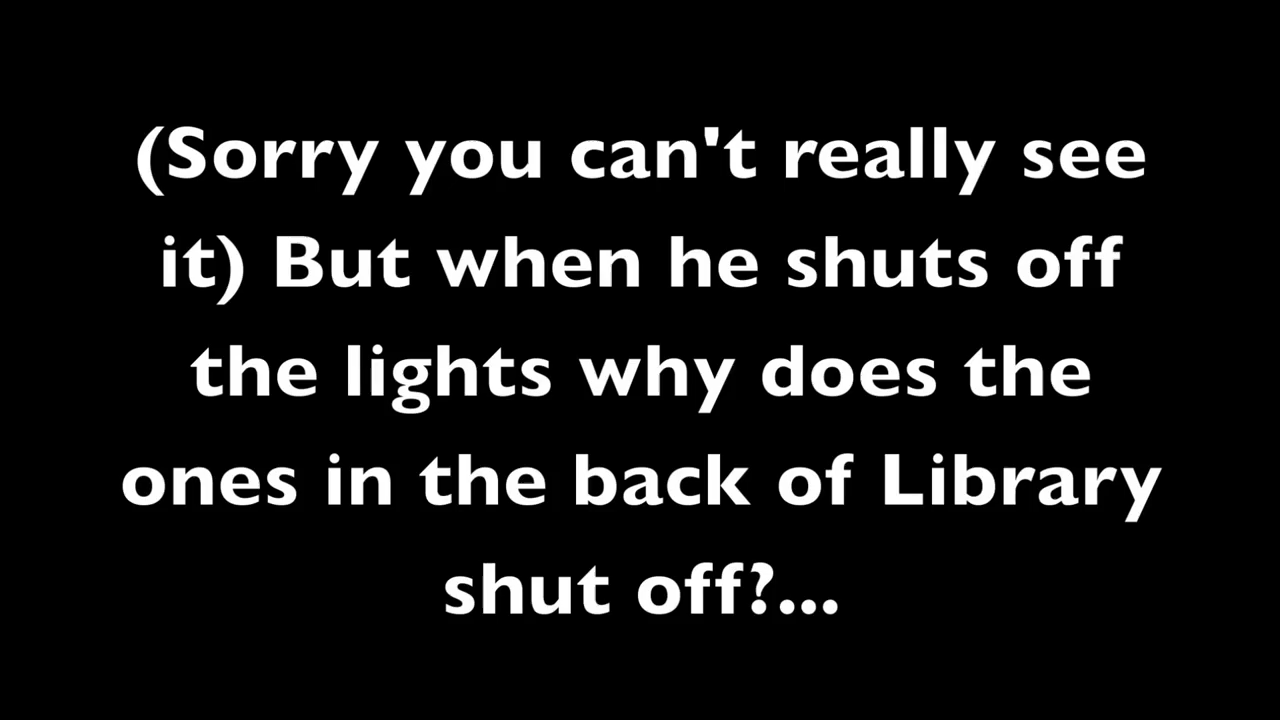 (Sorry you can't really see
it) But when he shuts off
the lights why does the
ones in the back of Library
shut off?...